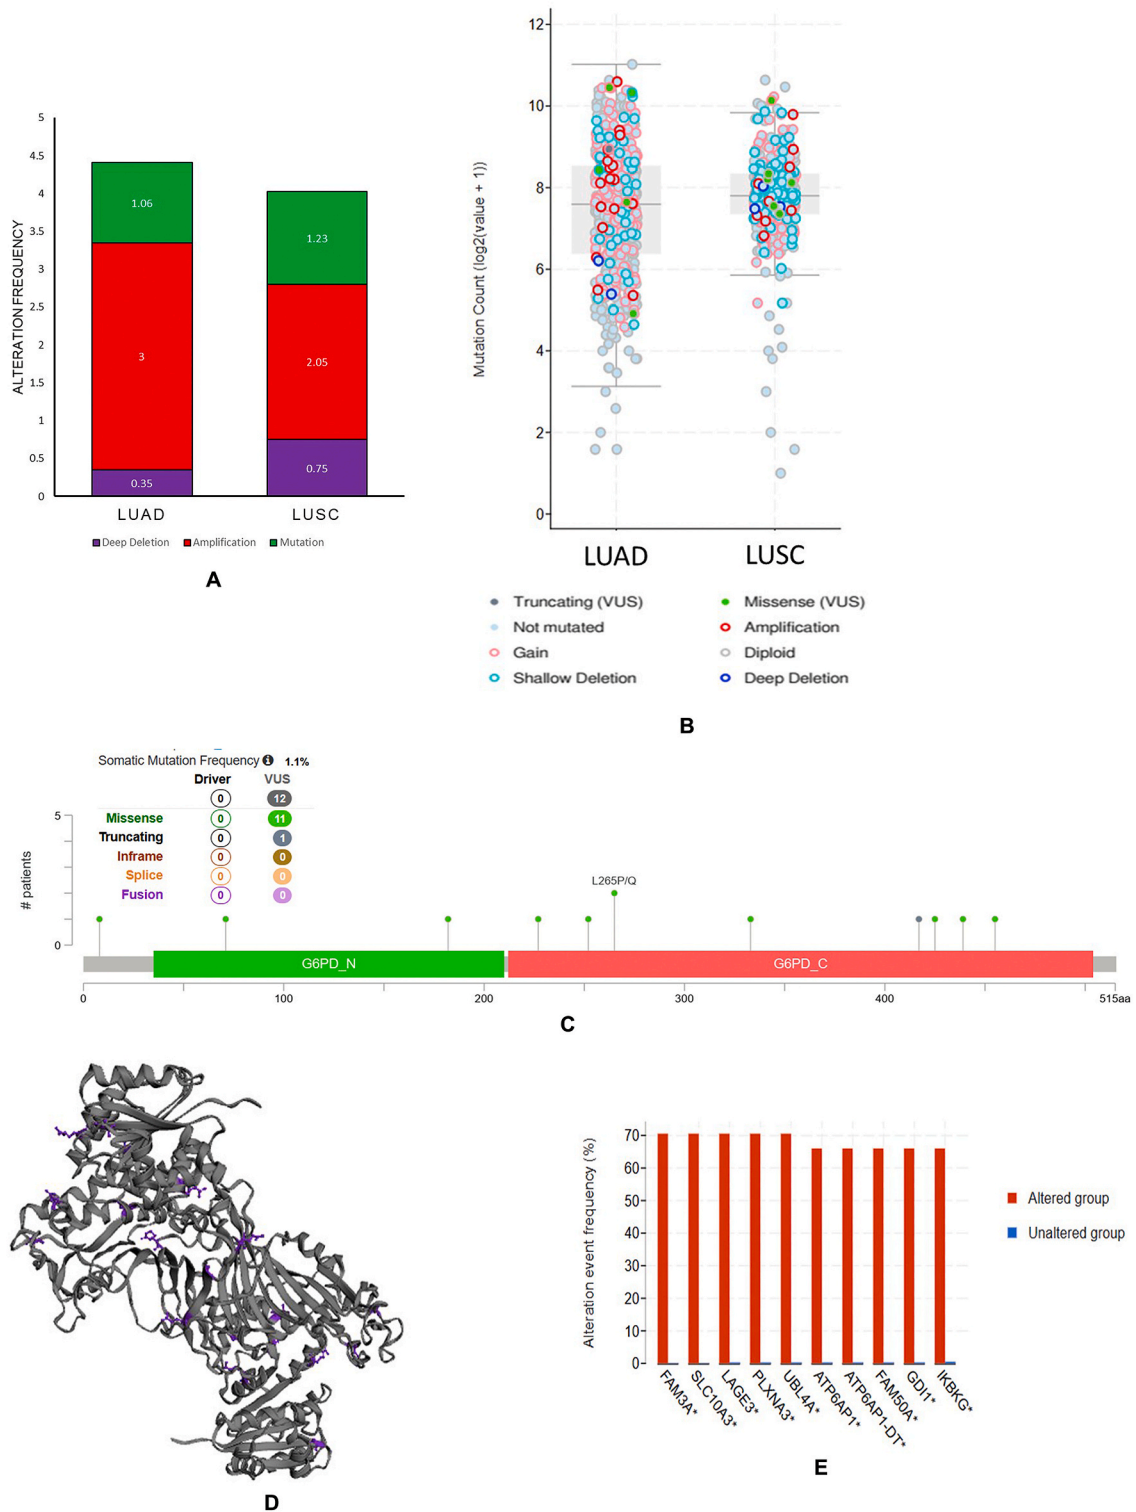 ALTERATION FREQUENCY
5
4.5
4
3.5
3
2.5
2
1.5
1
0.5
0
1.06
3
0.35
1.23
2.05
0.75
LUAD LUSC
Deep Deletion Amplification Mutation
A
Mutation Count (log2(value + 1))
12
10
8
6
4
2
0
LUAD LUSC
Truncating (VUS) Missense (VUS)
Not mutated Amplification
Gain Diploid
Shallow Deletion Deep Deletion
B
Somatic Mutation Frequency 1.1%
Driver VUS
0 12
Missense 0 11
Truncating 0 1
Inframe 0 0
Splice 0 0
Fusion 0 0
# patients
5
0
L265P/Q
G6PD_N G6PD_C
0 100 200 300 400 515aa
C
D
Alteration event frequency (%)
70
60
50
40
30
20
10
0
FAM3A*
SLC10A3*
LAGE3*
PLXNA3*
UBL4A*
ATP6AP1*
ATP6AP1-DT*
FAM50A*
GDI1*
IKBKG*
Altered group
Unaltered group
E